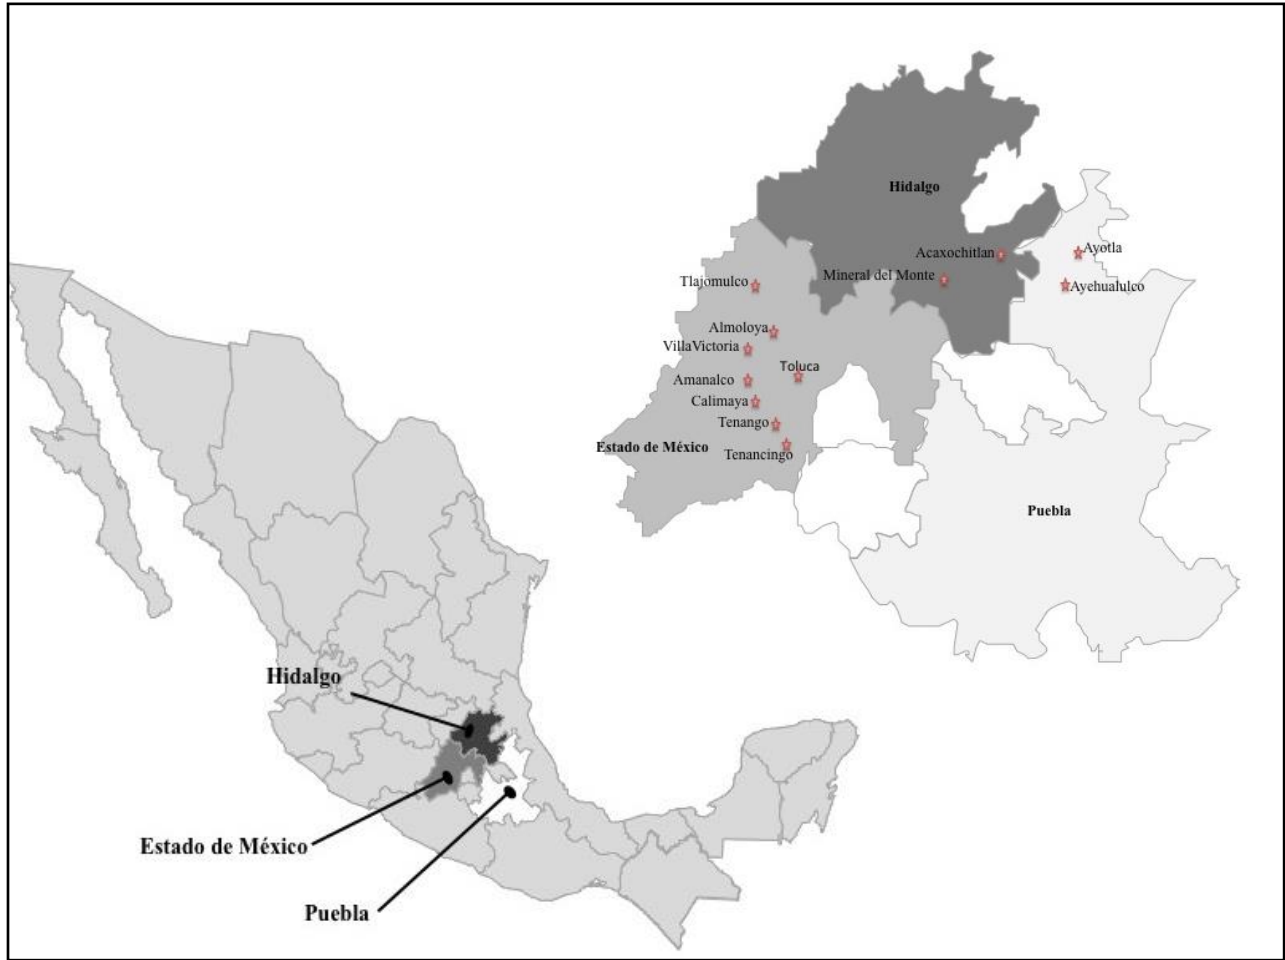 Hidalgo
Acaxochitlan
Ayotla
Mineral del Monte
Tlajomulco
Ayehualulco
Almoloya
VillaVictoria
Toluca
Amanalco
Calimaya
Tenango
Estado de México
Tenancingo
Puebla
Hidalgo
Estado de México
Puebla